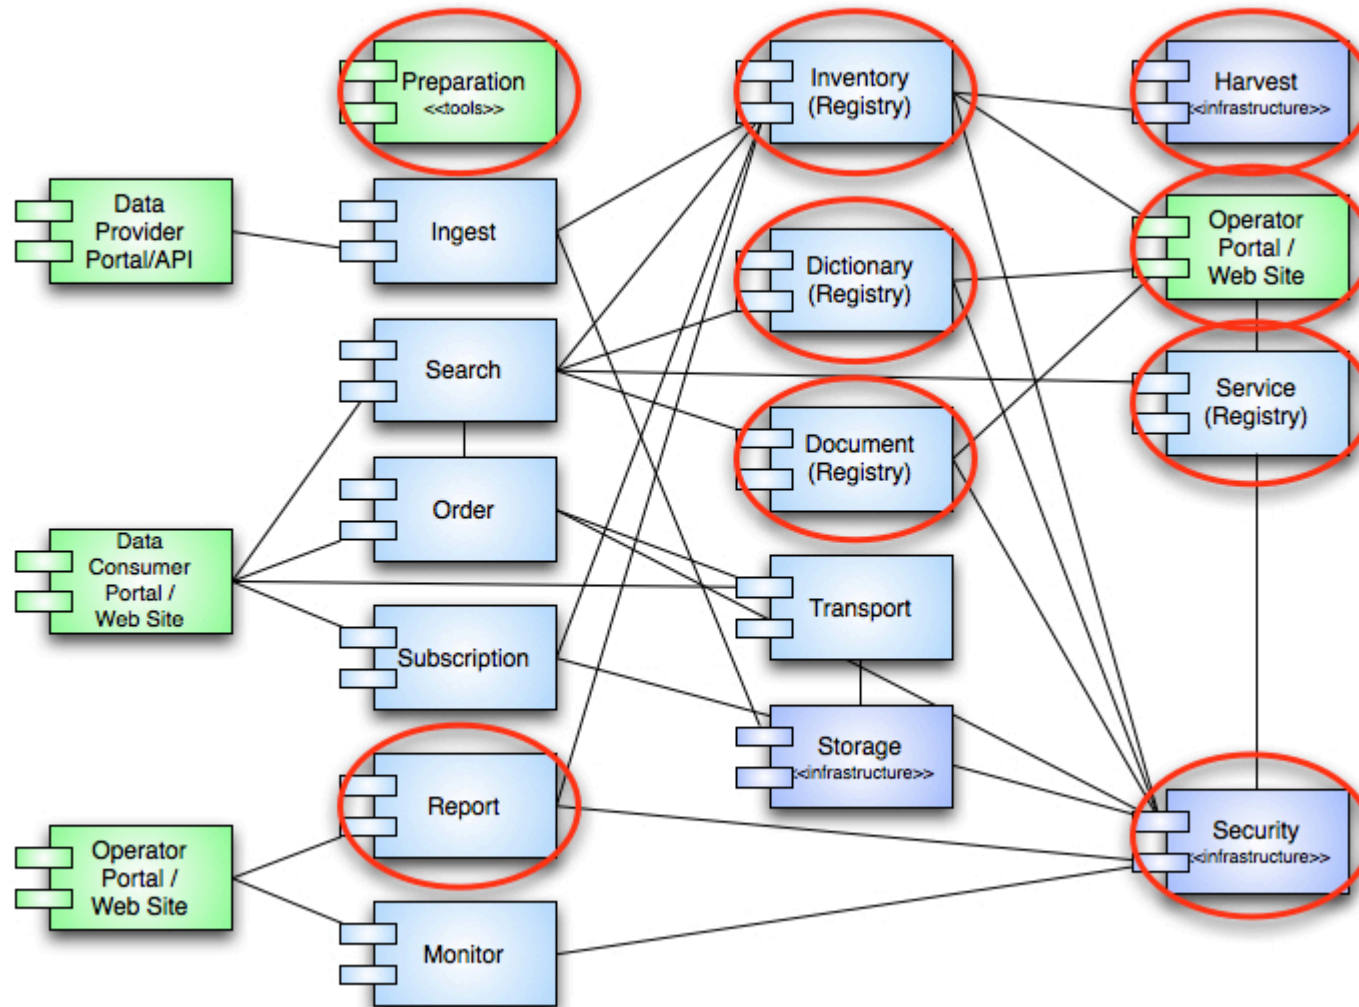 Preparation
<<tools>>
Inventory
(Registry)
Harvest
<<infrastructure>>
Data
Provider
Portal/API
Ingest
Dictionary
(Registry)
Operator
Portal /
Web Site
Search
Service
(Registry)
Document
(Registry)
Order
Data
Consumer
Portal /
Web Site
Transport
Subscription
Storage
<<infrastructure>>
Report
Security
<<infrastructure>>
Operator
Portal /
Web Site
Monitor